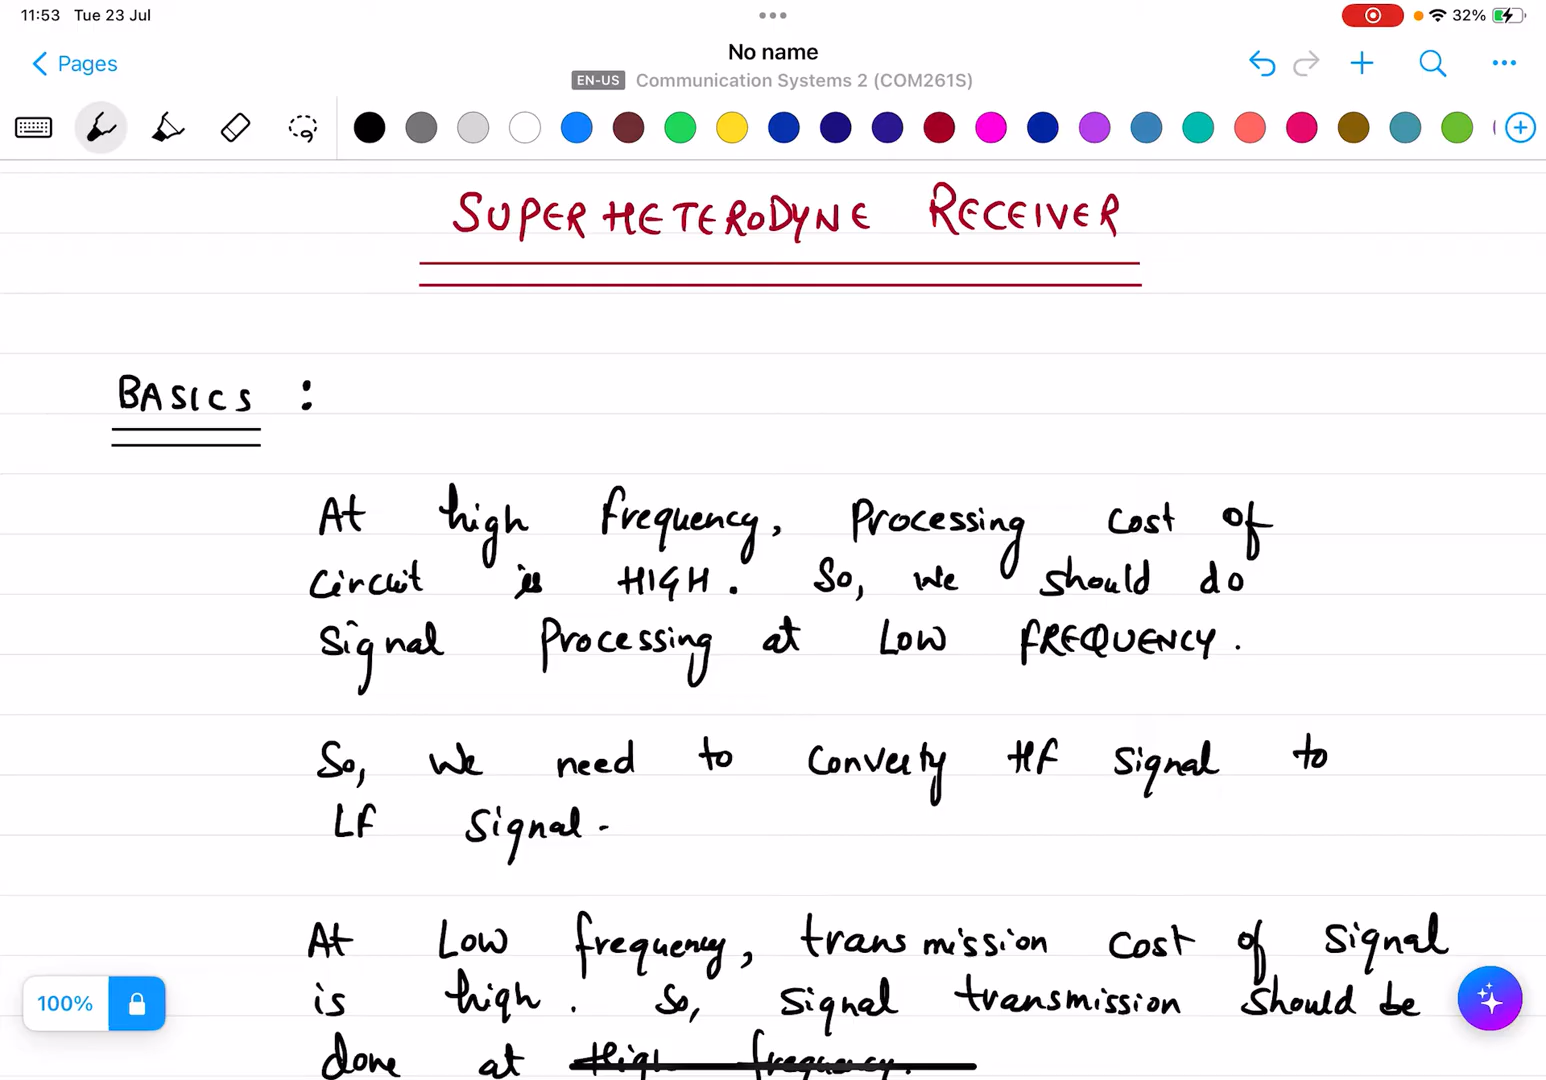 11:53 Tue 23 Jul
32%
Pages
No name
EN-US Communication Systems 2 (COM261S)
SUPER HETERODYNE RECEIVER
BASICS :
At high frequency, Processing cost of
circuit is HIGH. So, we should do
signal processing at LOW FREQUENCY.
So, we need to converty HF signal to
LF signal.
At Low frequency, transmission cost of signal
is high. So, signal transmission should be
done at High frequency.
100%